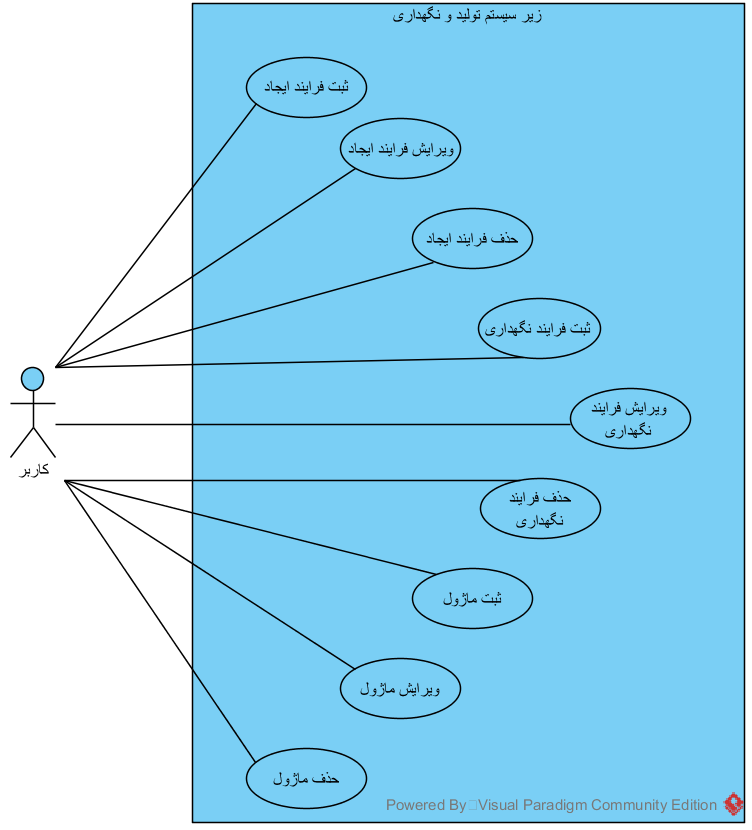 زیر سیستم تولید و نگهداری
ثبت فرایند ایجاد
ویرایش فرایند ایجاد
حذف فرایند ایجاد
ثبت فرایند نگهداری
ویرایش فرایند
نگهداری
کاربر
حذف فرایند
نگهداری
ثبت ماژول
ویرایش ماژول
حذف ماژول
Powered By Visual Paradigm Community Edition